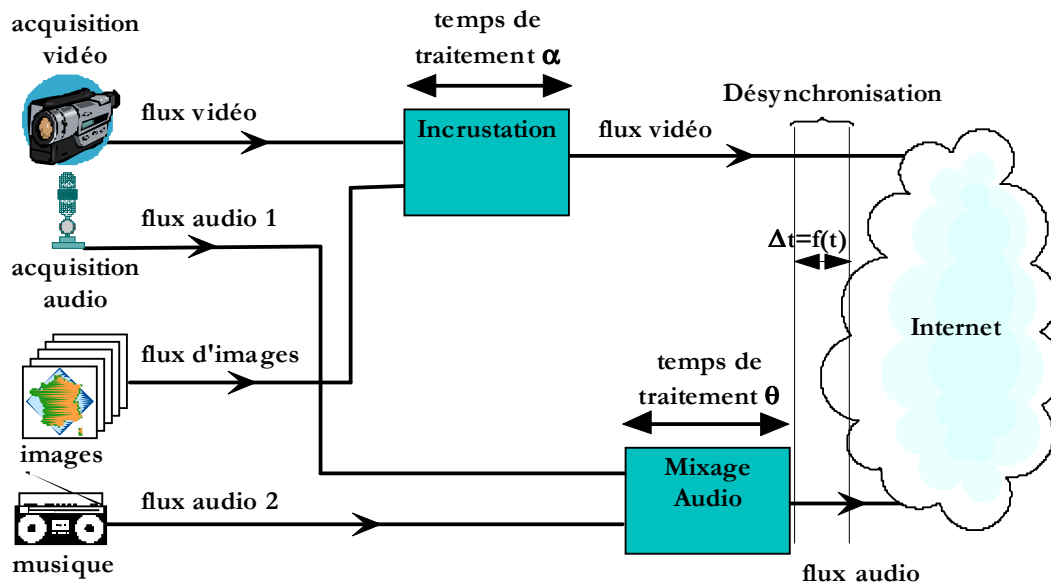 acquisition
vidéo
temps de
traitement α
flux vidéo
Incrustation
flux vidéo
Désynchronisation
flux audio 1
acquisition
audio
Δt=f(t)
Internet
flux d'images
images
temps de
traitement θ
Mixage
Audio
flux audio 2
musique
flux audio